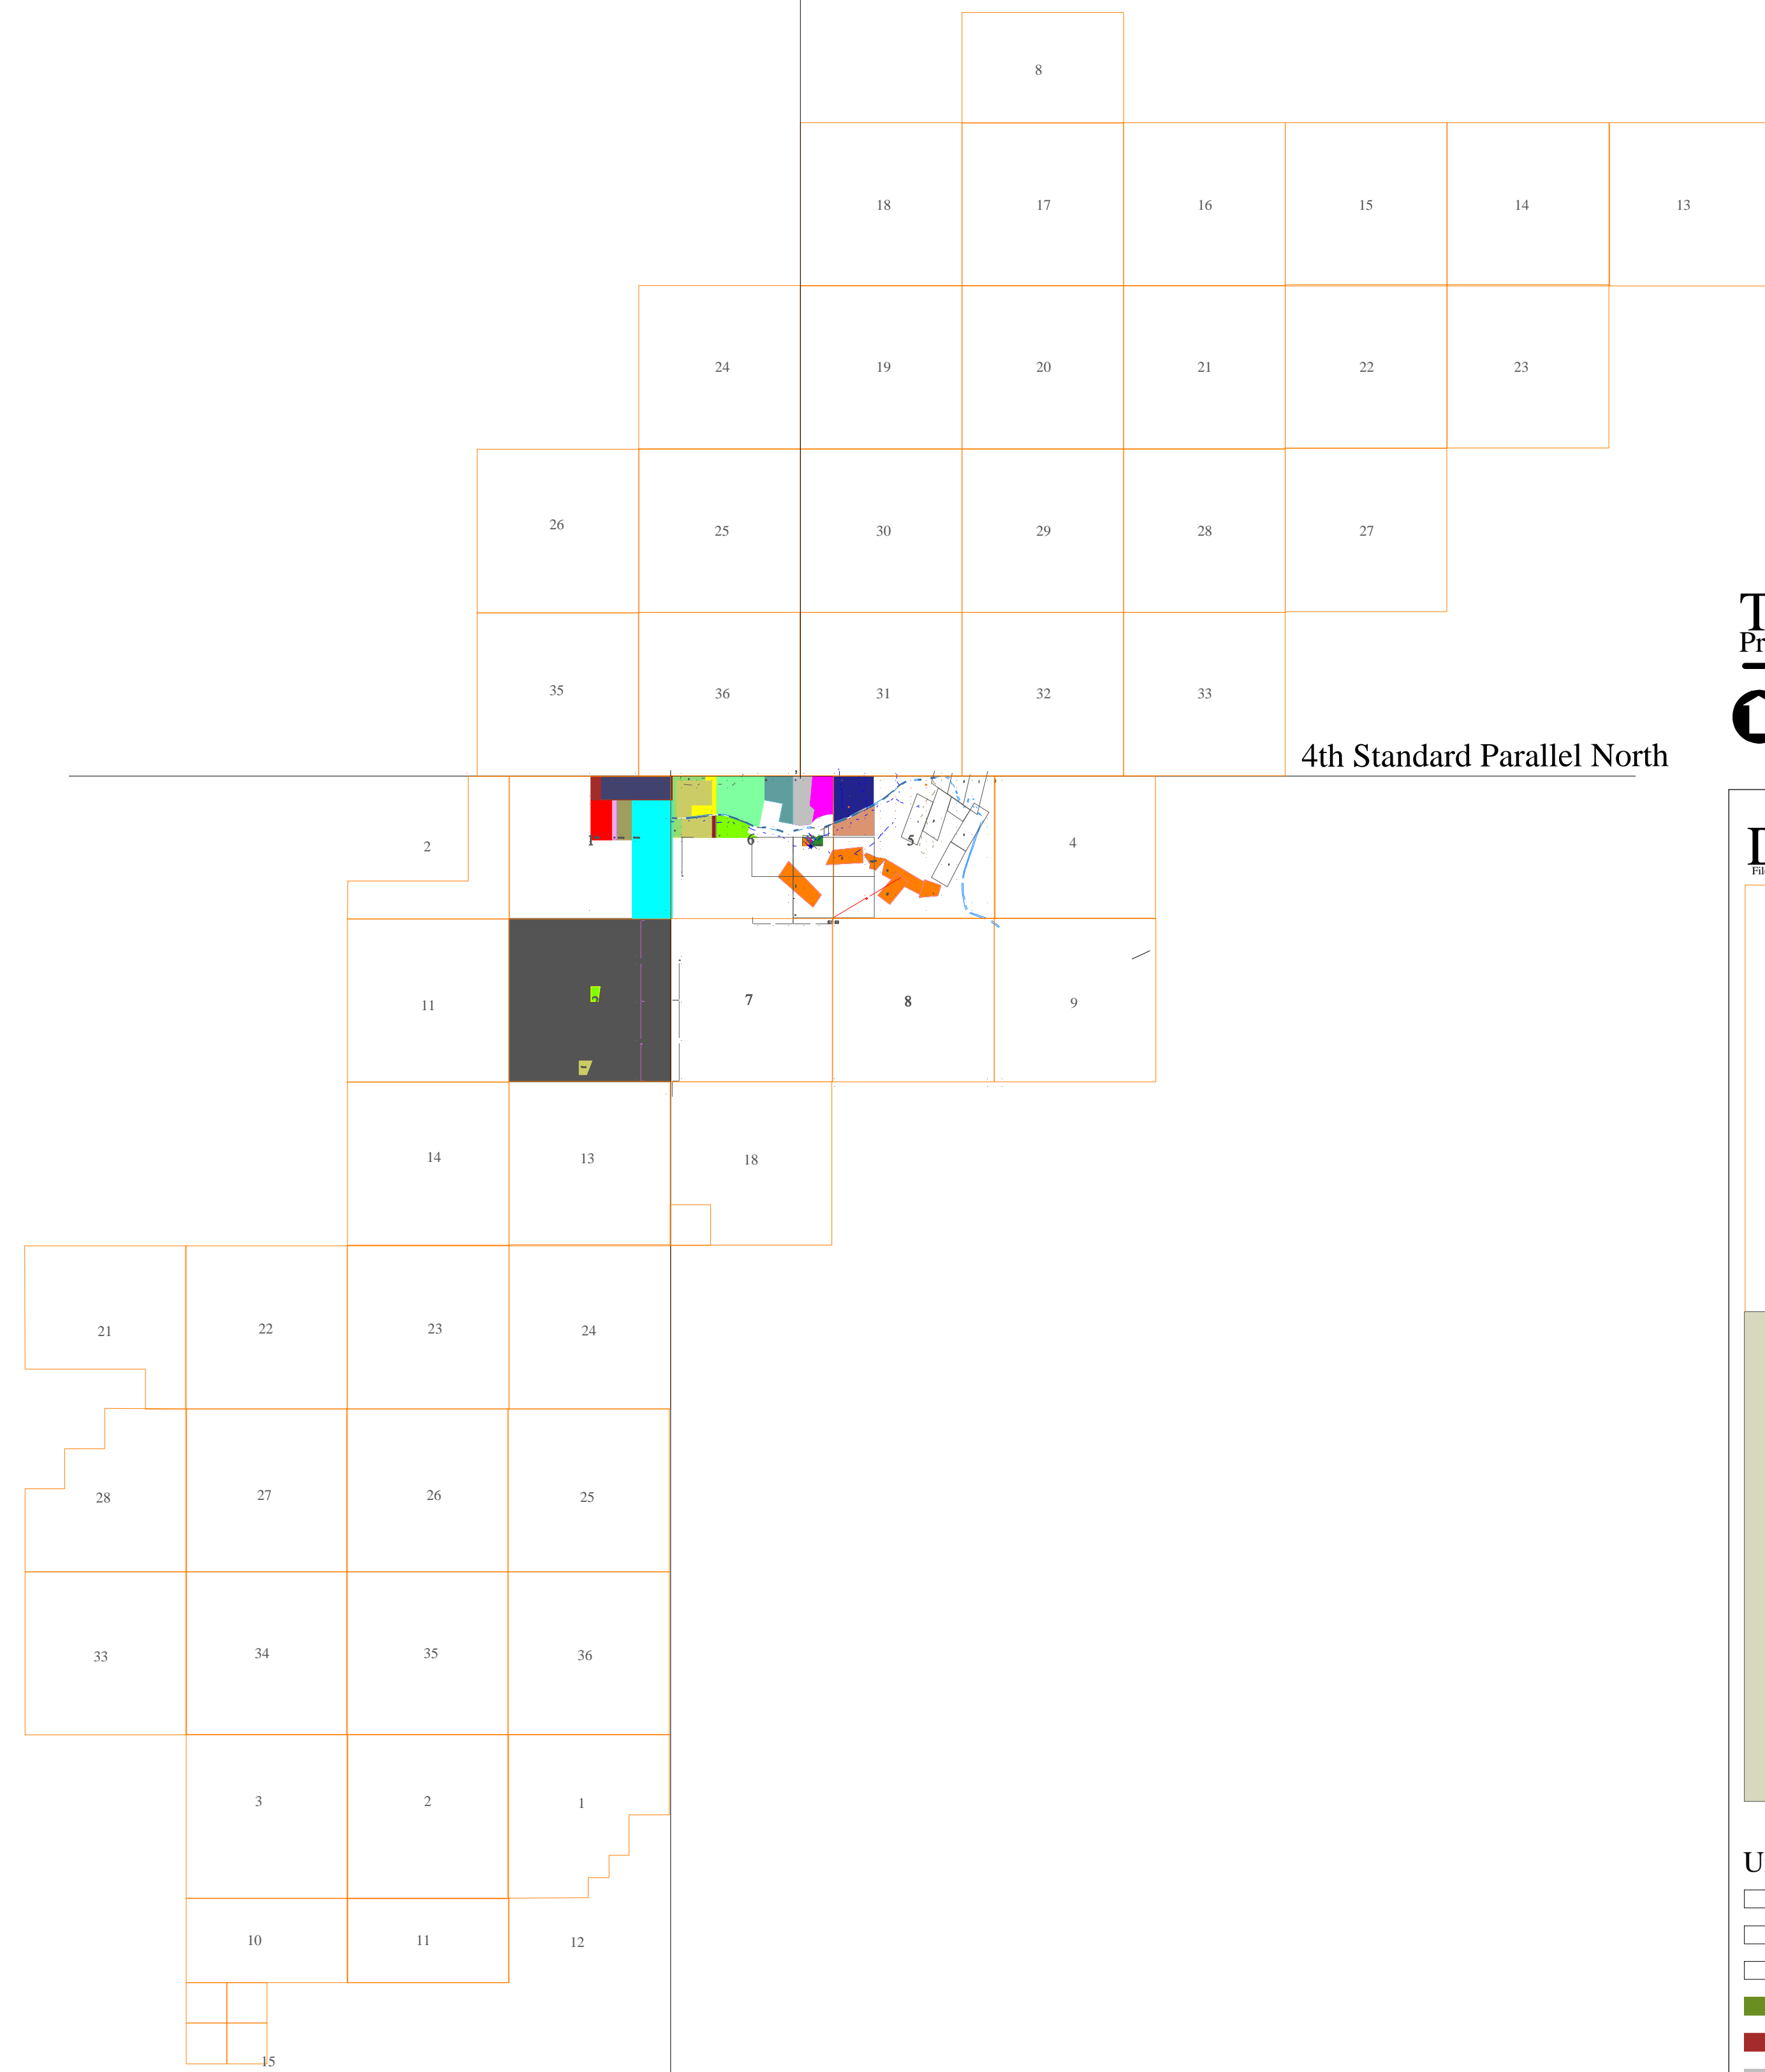 8
18 17 16 15 14 13
24 19 20 21 22 23
26 25 30 29 28 27
35 36 31 32 33
4th Standard Parallel North
2 1 6 5 4
11 7 8 9
14 13 18
21 22 23 24
28 27 26 25
33 34 35 36
3 2 1
10 11 12
15